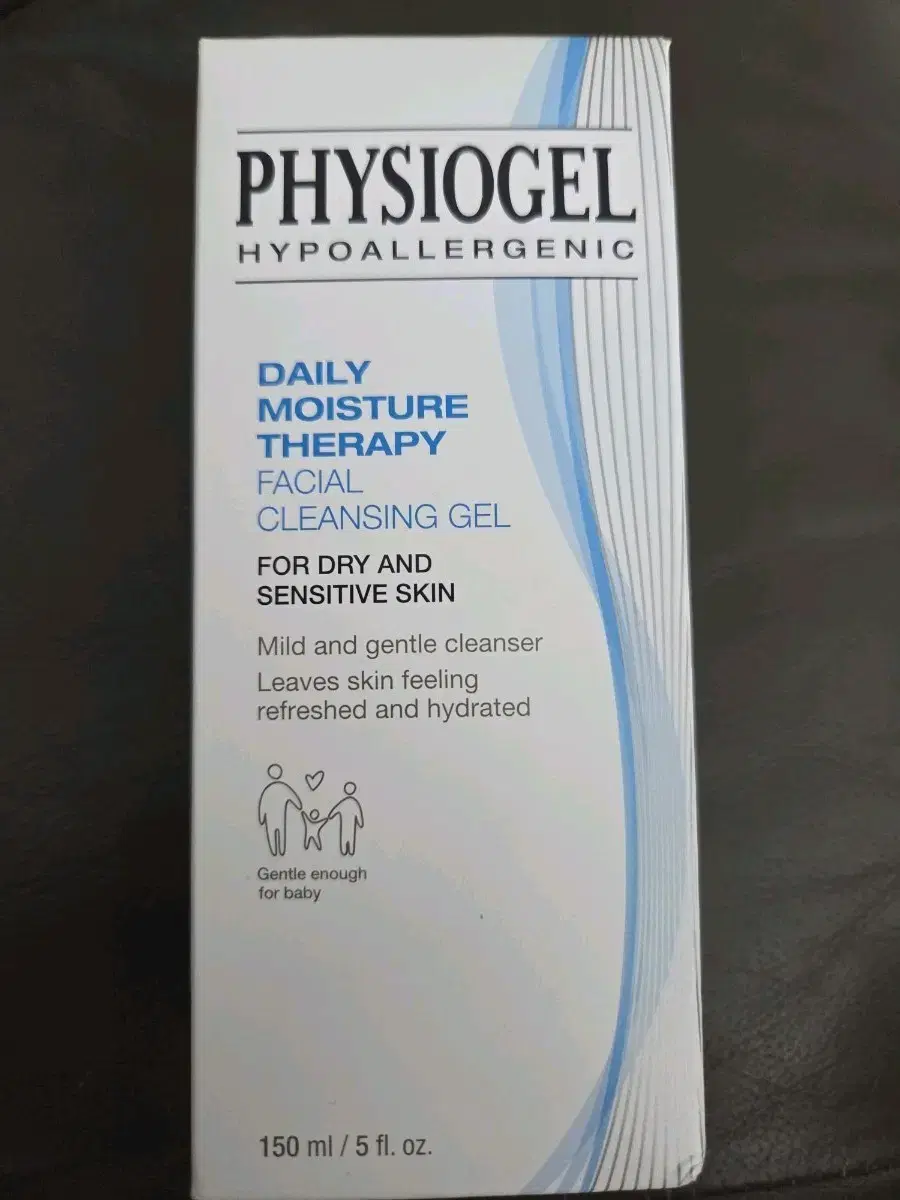 PHYSIOGEL
HYPOALLERGENIC
DAILY
MOISTURE
THERAPY
FACIAL
CLEANSING GEL
FOR DRY AND
SENSITIVE SKIN
Mild and gentle cleanser
Leaves skin feeling
refreshed and hydrated
Gentle enough
for baby
150 ml / 5 fl. oz.